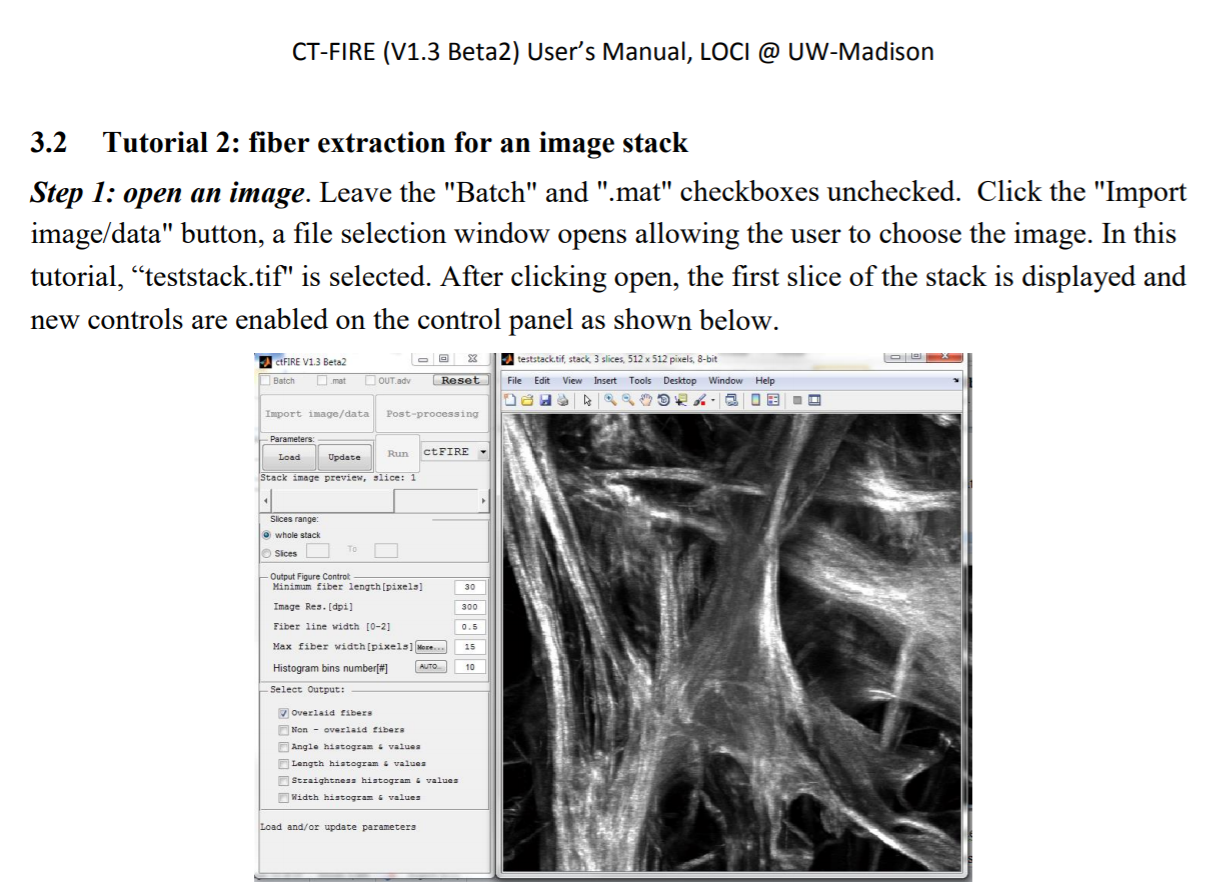 CT-FIRE (V1.3 Beta2) User’s Manual, LOCI @ UW-Madison
3.2 Tutorial 2: fiber extraction for an image stack
Step 1: open an image. Leave the "Batch" and ".mat" checkboxes unchecked. Click the "Import
image/data" button, a file selection window opens allowing the user to choose the image. In this
tutorial, “teststack.tif" is selected. After clicking open, the first slice of the stack is displayed and
new controls are enabled on the control panel as shown below.
ctFIRE V1.3 Beta2
Batch .mat OUT.adv Reset
Import image/data Post-processing
Parameters:
Load Update Run ctFIRE
Stack image preview, slice: 1
Slices range:
whole stack
Slices To
Output Figure Control:
Minimum fiber length[pixels] 30
Image Res.[dpi] 300
Fiber line width [0-2] 0.5
Max fiber width[pixels] More... 15
Histogram bins number[#] AUTO... 10
Select Output:
Overlaid fibers
Non - overlaid fibers
Angle histogram & values
Length histogram & values
Straightness histogram & values
Width histogram & values
Load and/or update parameters
teststack.tif, stack, 3 slices, 512 x 512 pixels, 8-bit
File Edit View Insert Tools Desktop Window Help